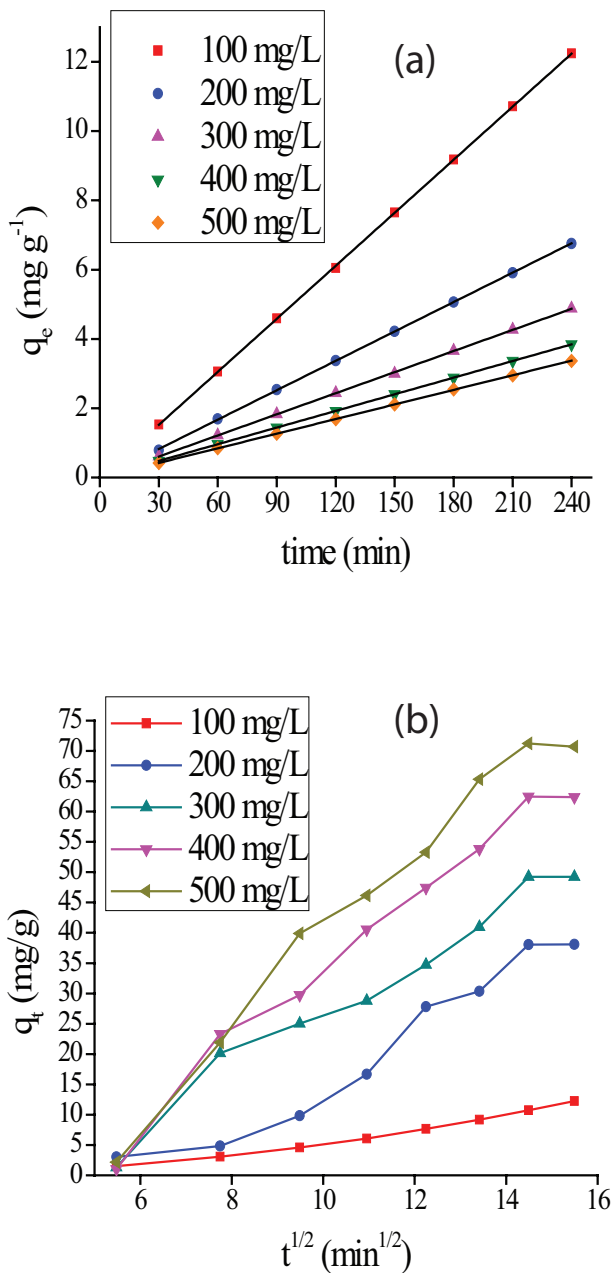 (a)
100 mg/L
200 mg/L
300 mg/L
400 mg/L
500 mg/L
q_e (mg g⁻¹)
12
10
8
6
4
2
0
0 30 60 90 120 150 180 210 240
time (min)
(b)
100 mg/L
200 mg/L
300 mg/L
400 mg/L
500 mg/L
q_t (mg/g)
75
70
65
60
55
50
45
40
35
30
25
20
15
10
5
0
6 8 10 12 14 16
t^1/2 (min^1/2)